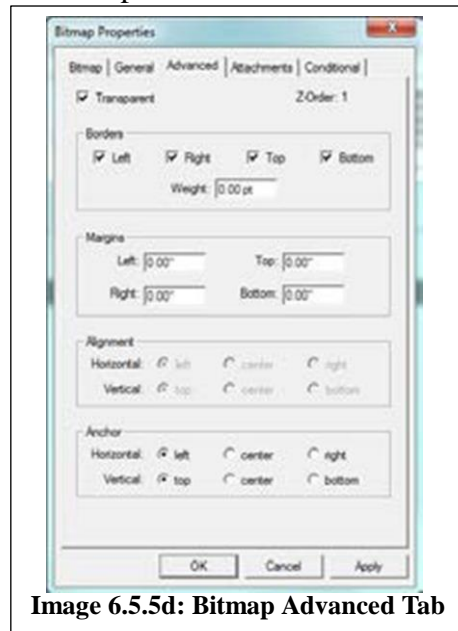 Bitmap Properties
Bitmap General Advanced Attachments Conditional
Transparent Z-Order: 1
Borders
Left Right Top Bottom
Weight: 0.00 pt
Margins
Left: 0.00" Top: 0.00"
Right: 0.00" Bottom: 0.00"
Alignment
Horizontal: left center right
Vertical: top center bottom
Anchor
Horizontal: left center right
Vertical: top center bottom
OK Cancel Apply
Image 6.5.5d: Bitmap Advanced Tab